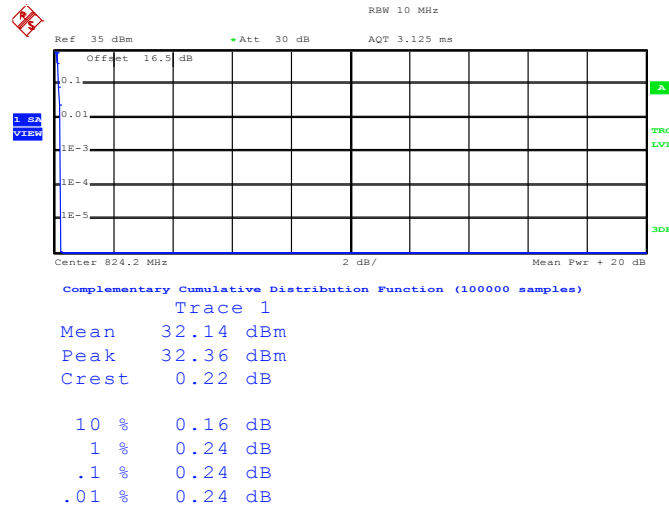 R S
RBW 10 MHz
Ref 35 dBm *Att 30 dB AQT 3.125 ms
Offset 16.5 dB
0.1
A
0.01
1 SA
VIEW
TRG
LVL
1E-3
1E-4
1E-5
3DB
Center 824.2 MHz 2 dB/ Mean Pwr + 20 dB
Complementary Cumulative Distribution Function (100000 samples)
Trace 1
Mean 32.14 dBm
Peak 32.36 dBm
Crest 0.22 dB
10 % 0.16 dB
1 % 0.24 dB
.1 % 0.24 dB
.01 % 0.24 dB